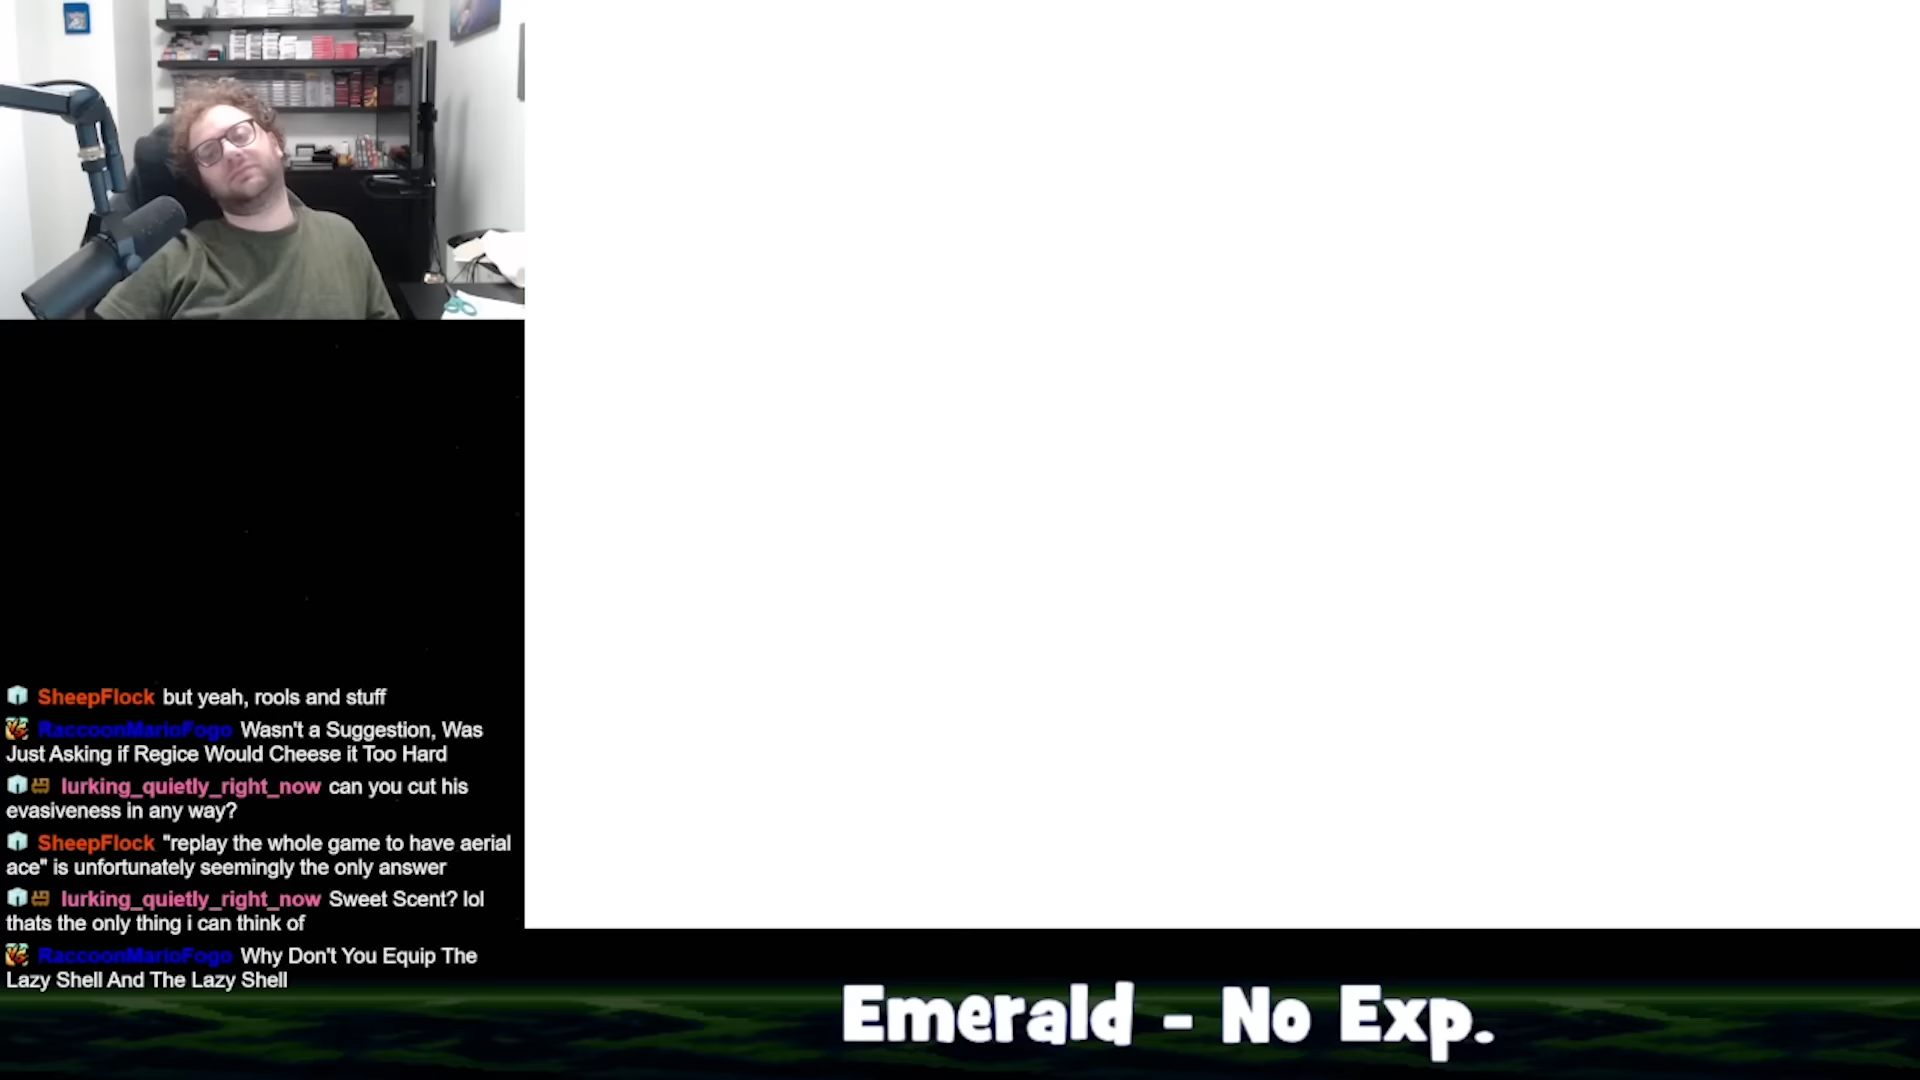 SheepFlock but yeah, rools and stuff
RaccoonMarioFogo Wasn't a Suggestion, Was
Just Asking if Regice Would Cheese it Too Hard
lurking_quietly_right_now can you cut his
evasiveness in any way?
SheepFlock "replay the whole game to have aerial
ace" is unfortunately seemingly the only answer
lurking_quietly_right_now Sweet Scent? lol
thats the only thing i can think of
RaccoonMarioFogo Why Don't You Equip The
Lazy Shell And The Lazy Shell
Emerald - No Exp.